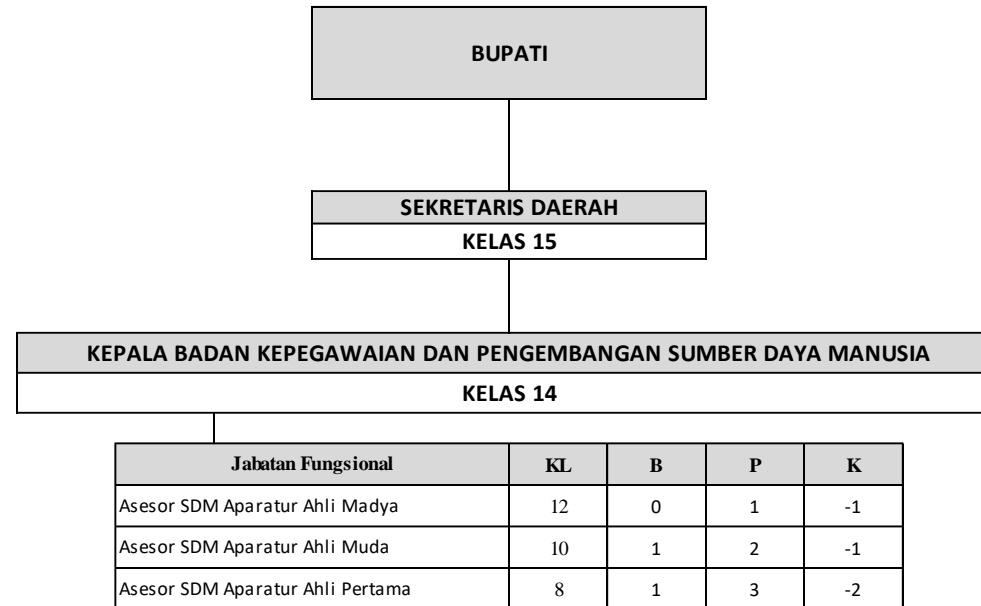 BUPATI
SEKRETARIS DAERAH
KELAS 15
KEPALA BADAN KEPEGAWAIAN DAN PENGEMBANGAN SUMBER DAYA MANUSIA
KELAS 14
Jabatan Fungsional KL B P K
Asesor SDM Aparatur Ahli Madya 12 0 1 -1
Asesor SDM Aparatur Ahli Muda 10 1 2 -1
Asesor SDM Aparatur Ahli Pertama 8 1 3 -2